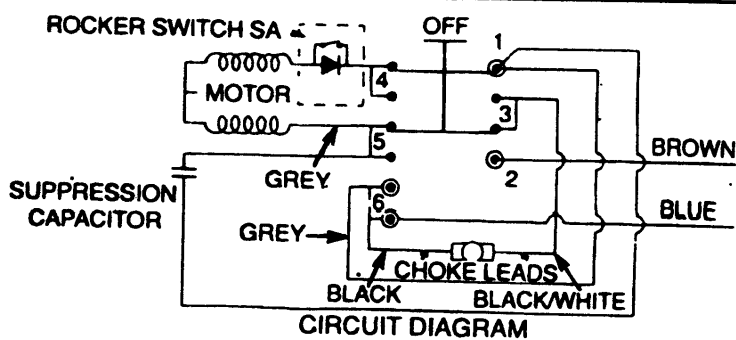 ROCKER SWITCH SA
OFF
1
4
MOTOR
3
5
BROWN
GREY
2
SUPPRESSION
CAPACITOR
6
BLUE
GREY
CHOKE LEADS
BLACK
BLACK/WHITE
CIRCUIT DIAGRAM